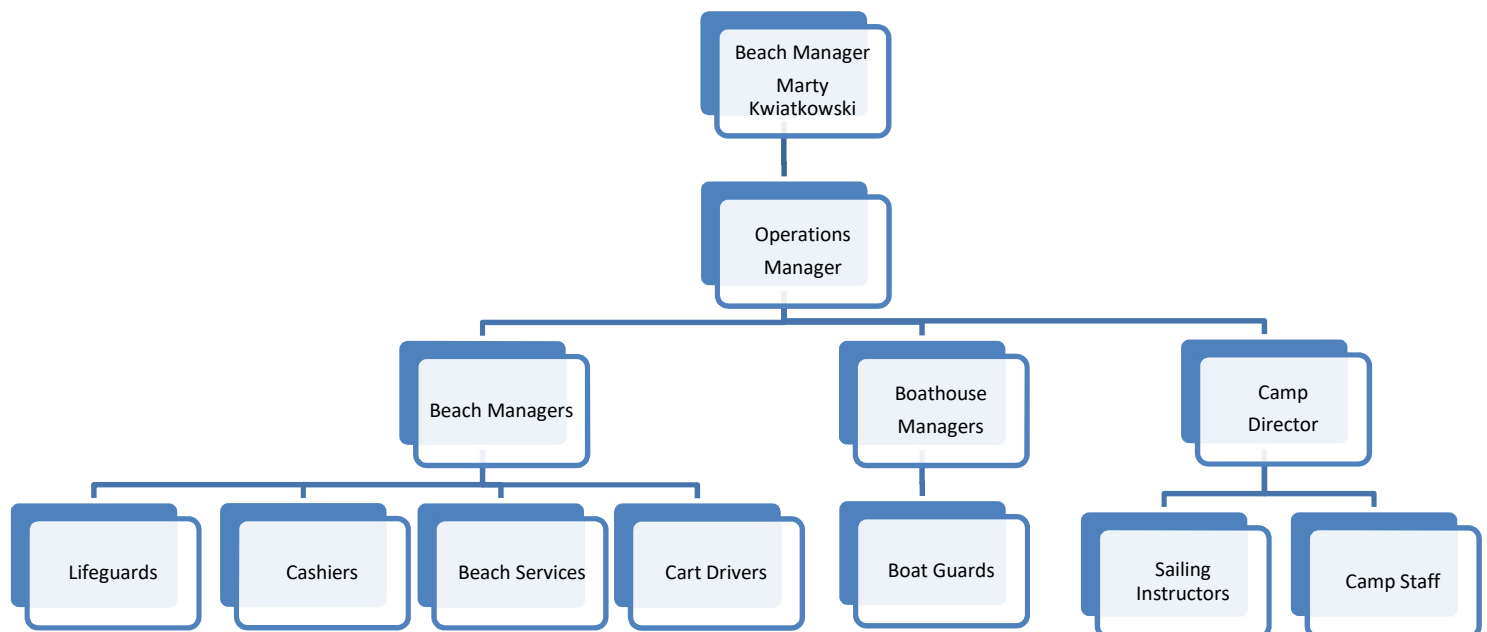 Beach Manager
Marty
Kwiatkowski
Operations
Manager
Beach Managers
Boathouse
Managers
Camp
Director
Lifeguards
Cashiers
Beach Services
Cart Drivers
Boat Guards
Sailing
Instructors
Camp Staff